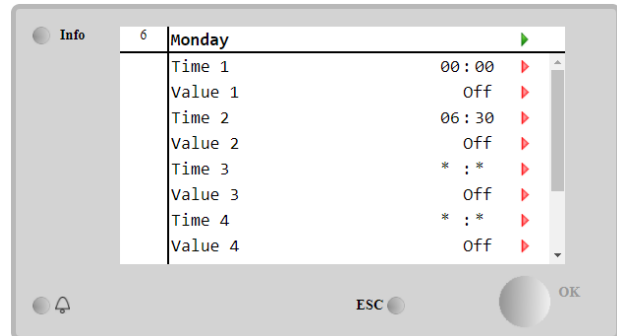 Info
6 Monday
Time 1 00:00
Value 1 Off
Time 2 06:30
Value 2 Off
Time 3 * :*
Value 3 Off
Time 4 * :*
Value 4 Off
ESC
OK